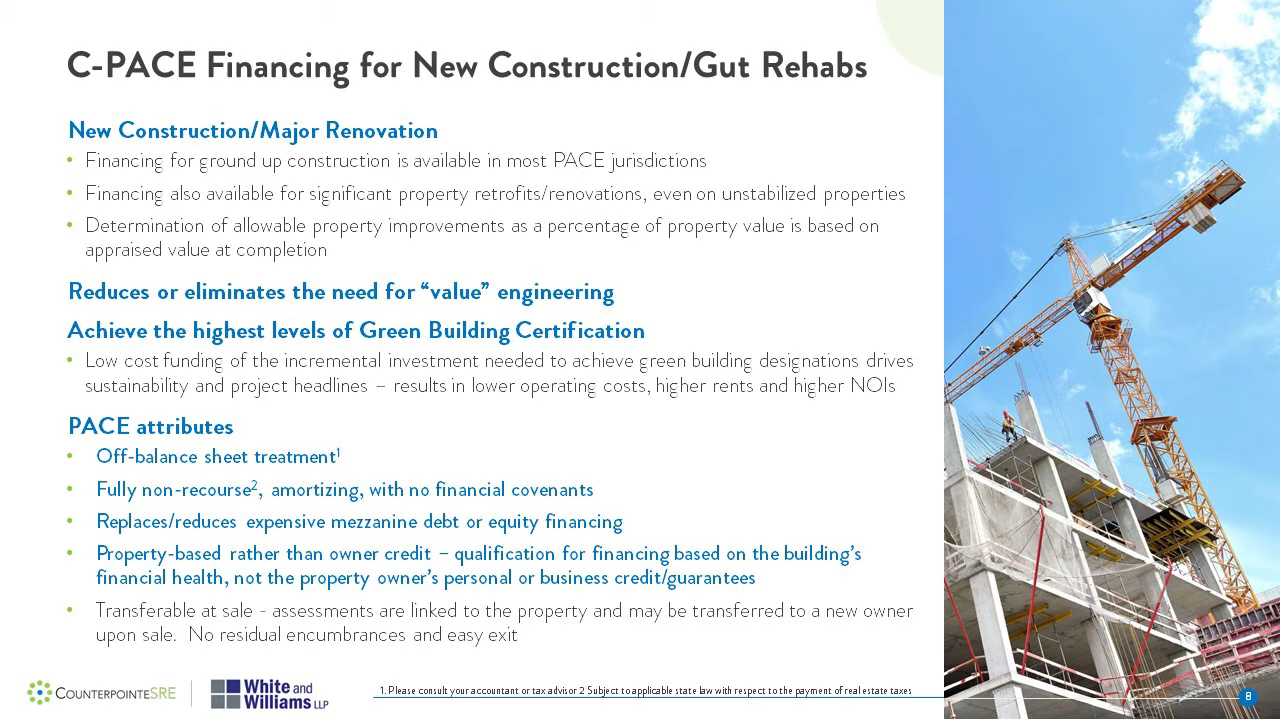 C-PACE Financing for New Construction/Gut Rehabs
New Construction/Major Renovation
• Financing for ground up construction is available in most PACE jurisdictions
• Financing also available for significant property retrofits/renovations, even on unstabilized properties
• Determination of allowable property improvements as a percentage of property value is based on
appraised value at completion
Reduces or eliminates the need for “value” engineering
Achieve the highest levels of Green Building Certification
• Low cost funding of the incremental investment needed to achieve green building designations drives
sustainability and project headlines – results in lower operating costs, higher rents and higher NOIs
PACE attributes
• Off-balance sheet treatment¹
• Fully non-recourse², amortizing, with no financial covenants
• Replaces/reduces expensive mezzanine debt or equity financing
• Property-based rather than owner credit – qualification for financing based on the building’s
financial health, not the property owner’s personal or business credit/guarantees
• Transferable at sale - assessments are linked to the property and may be transferred to a new owner
upon sale. No residual encumbrances and easy exit
COUNTERPOINTESRE
White and
Williams LLP
1. Please consult your accountant or tax advisor 2 Subject to applicable state law with respect to the payment of real estate taxes
8